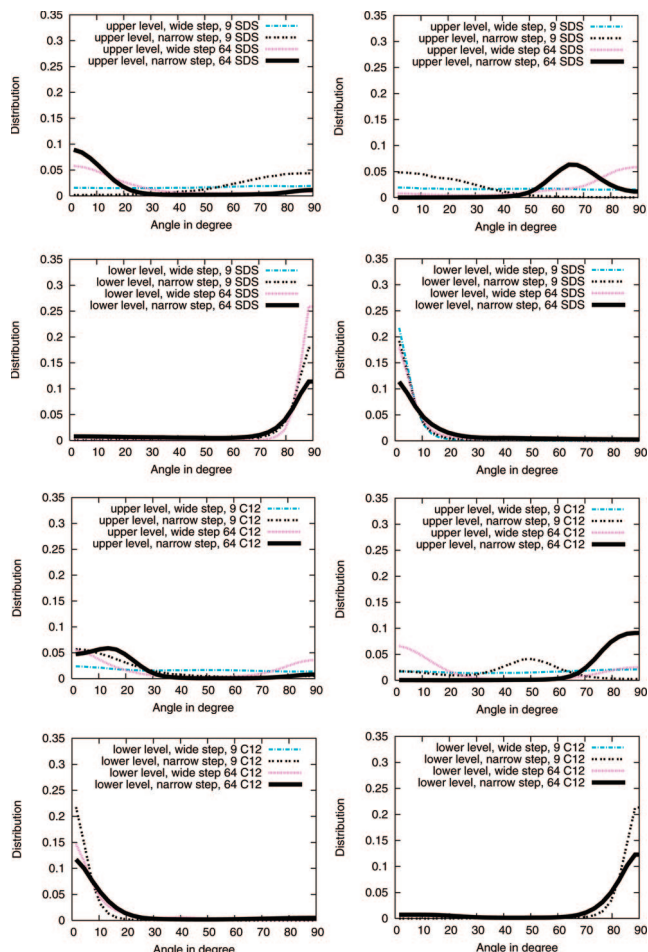 upper level, wide step, 9 SDS
upper level, narrow step, 9 SDS
upper level, wide step 64 SDS
upper level, narrow step, 64 SDS
Distribution
0.35
0.3
0.25
0.2
0.15
0.1
0.05
0
0 10 20 30 40 50 60 70 80 90
Angle in degree
upper level, wide step, 9 SDS
upper level, narrow step, 9 SDS
upper level, wide step 64 SDS
upper level, narrow step, 64 SDS
Distribution
0.35
0.3
0.25
0.2
0.15
0.1
0.05
0
0 10 20 30 40 50 60 70 80 90
Angle in degree
lower level, wide step, 9 SDS
lower level, narrow step, 9 SDS
lower level, wide step 64 SDS
lower level, narrow step, 64 SDS
Distribution
0.35
0.3
0.25
0.2
0.15
0.1
0.05
0
0 10 20 30 40 50 60 70 80 90
Angle in degree
lower level, wide step, 9 SDS
lower level, narrow step, 9 SDS
lower level, wide step 64 SDS
lower level, narrow step, 64 SDS
Distribution
0.35
0.3
0.25
0.2
0.15
0.1
0.05
0
0 10 20 30 40 50 60 70 80 90
Angle in degree
upper level, wide step, 9 C12
upper level, narrow step, 9 C12
upper level, wide step 64 C12
upper level, narrow step, 64 C12
Distribution
0.35
0.3
0.25
0.2
0.15
0.1
0.05
0
0 10 20 30 40 50 60 70 80 90
Angle in degree
upper level, wide step, 9 C12
upper level, narrow step, 9 C12
upper level, wide step 64 C12
upper level, narrow step, 64 C12
Distribution
0.35
0.3
0.25
0.2
0.15
0.1
0.05
0
0 10 20 30 40 50 60 70 80 90
Angle in degree
lower level, wide step, 9 C12
lower level, narrow step, 9 C12
lower level, wide step 64 C12
lower level, narrow step, 64 C12
Distribution
0.35
0.3
0.25
0.2
0.15
0.1
0.05
0
0 10 20 30 40 50 60 70 80 90
Angle in degree
lower level, wide step, 9 C12
lower level, narrow step, 9 C12
lower level, wide step 64 C12
lower level, narrow step, 64 C12
Distribution
0.35
0.3
0.25
0.2
0.15
0.1
0.05
0
0 10 20 30 40 50 60 70 80 90
Angle in degree